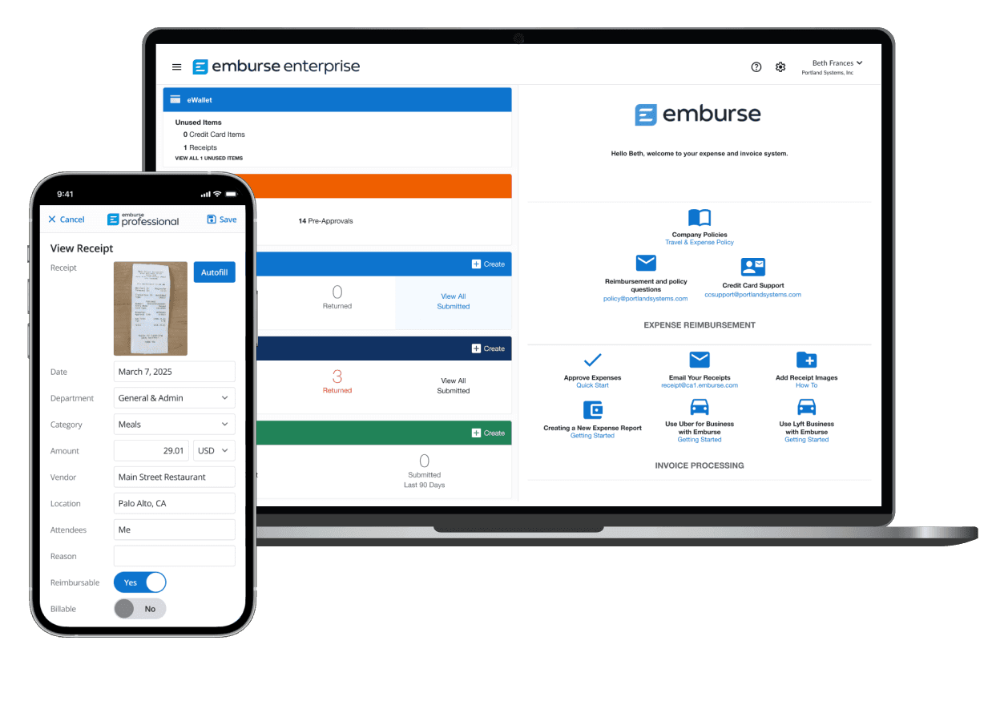 emburse enterprise
Beth Frances
Portland Systems, Inc
eWallet
Unused Items
0 Credit Card Items
1 Receipts
VIEW ALL 1 UNUSED ITEMS
14 Pre-Approvals
Create
0
Returned
View All
Submitted
Create
3
Returned
View All
Submitted
Create
0
Submitted
Last 90 Days
emburse
Hello Beth, welcome to your expense and invoice system.
Company Policies
Travel & Expense Policy
Reimbursement and policy
questions
policy@portlandsystems.com
Credit Card Support
ccsupport@portlandsystems.com
EXPENSE REIMBURSEMENT
Approve Expenses
Quick Start
Email Your Receipts
receipt@ca1.emburse.com
Add Receipt Images
How To
Creating a New Expense Report
Getting Started
Use Uber for Business
with Emburse
Getting Started
Use Lyft Business
with Emburse
Getting Started
INVOICE PROCESSING
9:41
Cancel
emburse
professional
Save
View Receipt
Receipt
Autofill
Date
March 7, 2025
Department
General & Admin
Category
Meals
Amount
29.01
USD
Vendor
Main Street Restaurant
Location
Palo Alto, CA
Attendees
Me
Reason
Reimbursable
Yes
Billable
No